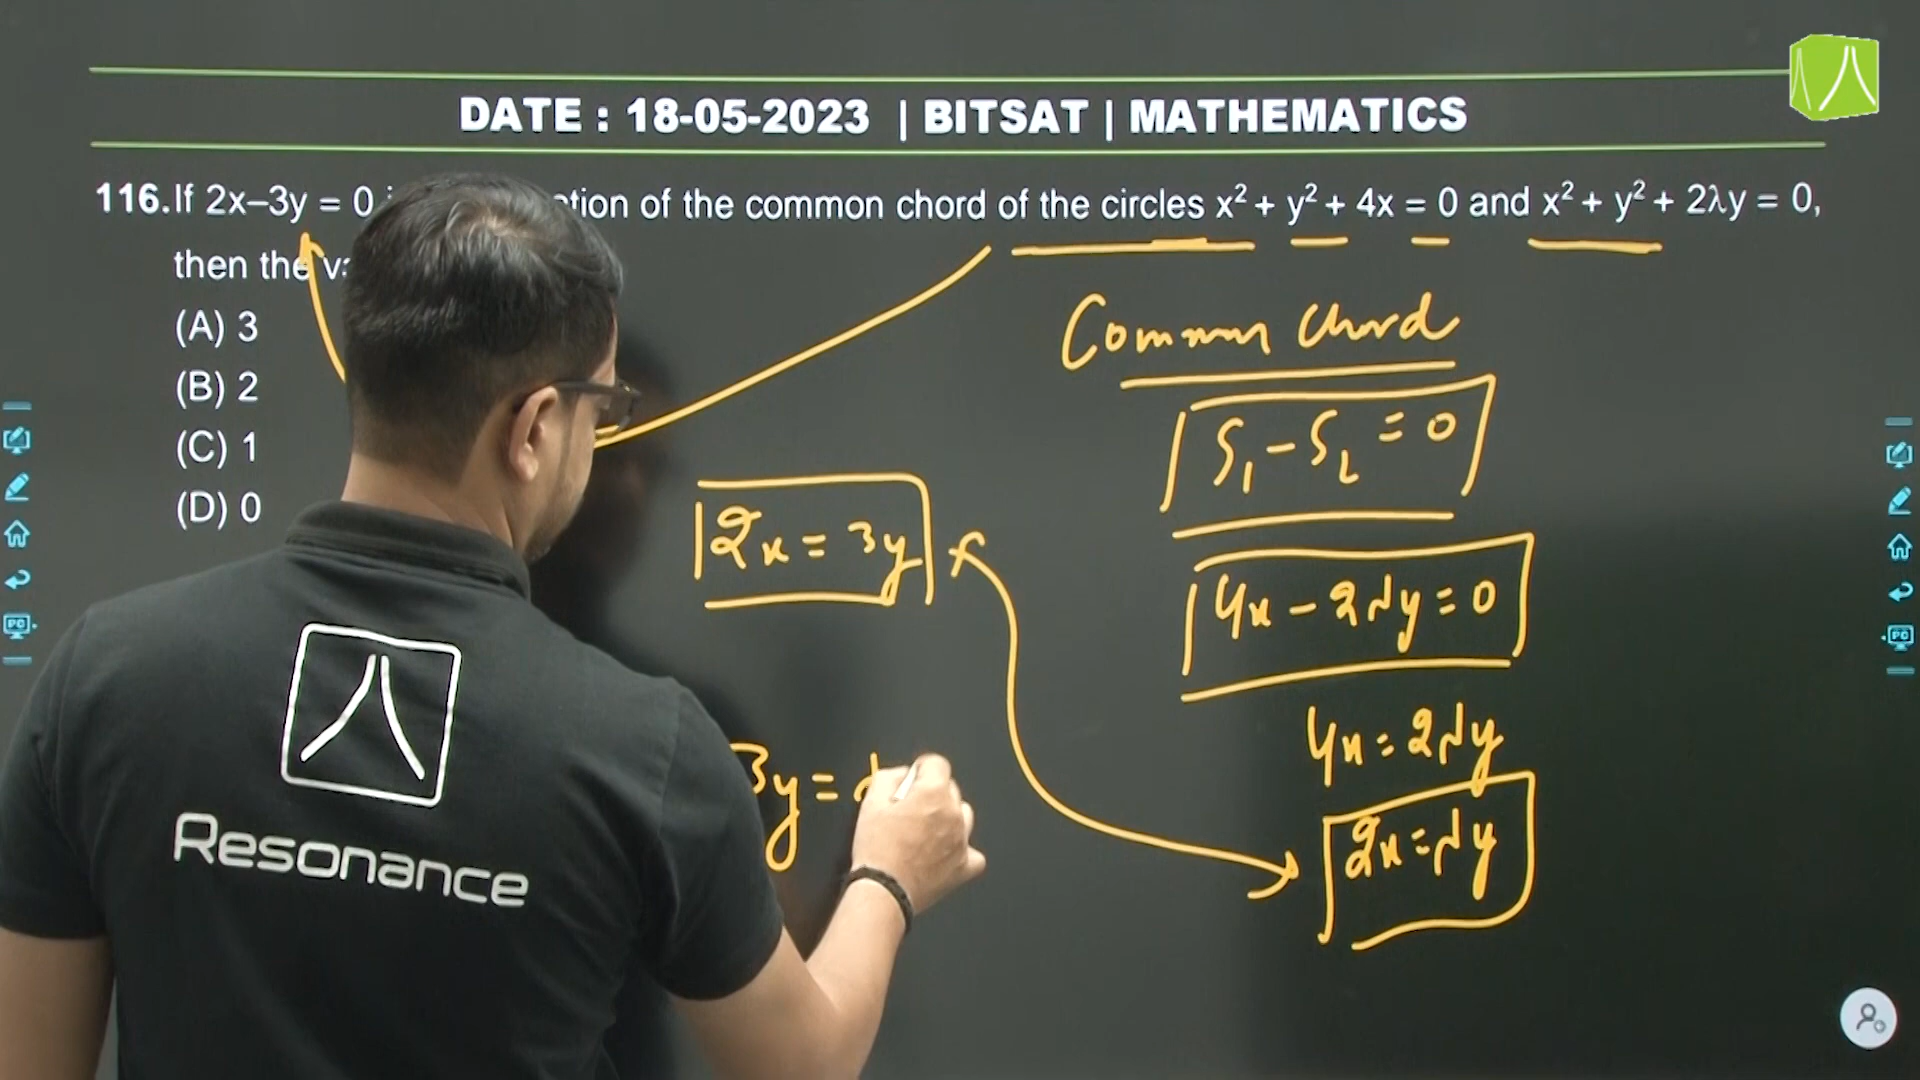 DATE : 18-05-2023 | BITSAT | MATHEMATICS
116. If 2x–3y = 0 of the common chord of the circles x² + y² + 4x = 0 and x² + y² + 2λy = 0,
then the
(A) 3
(B) 2
(C) 1
(D) 0
Common Chord
S₁ – S₂ = 0
2x = 3y
4x – 2λy = 0
4x = 2λy
3y =
2x = λy
Resonance
PC
PC